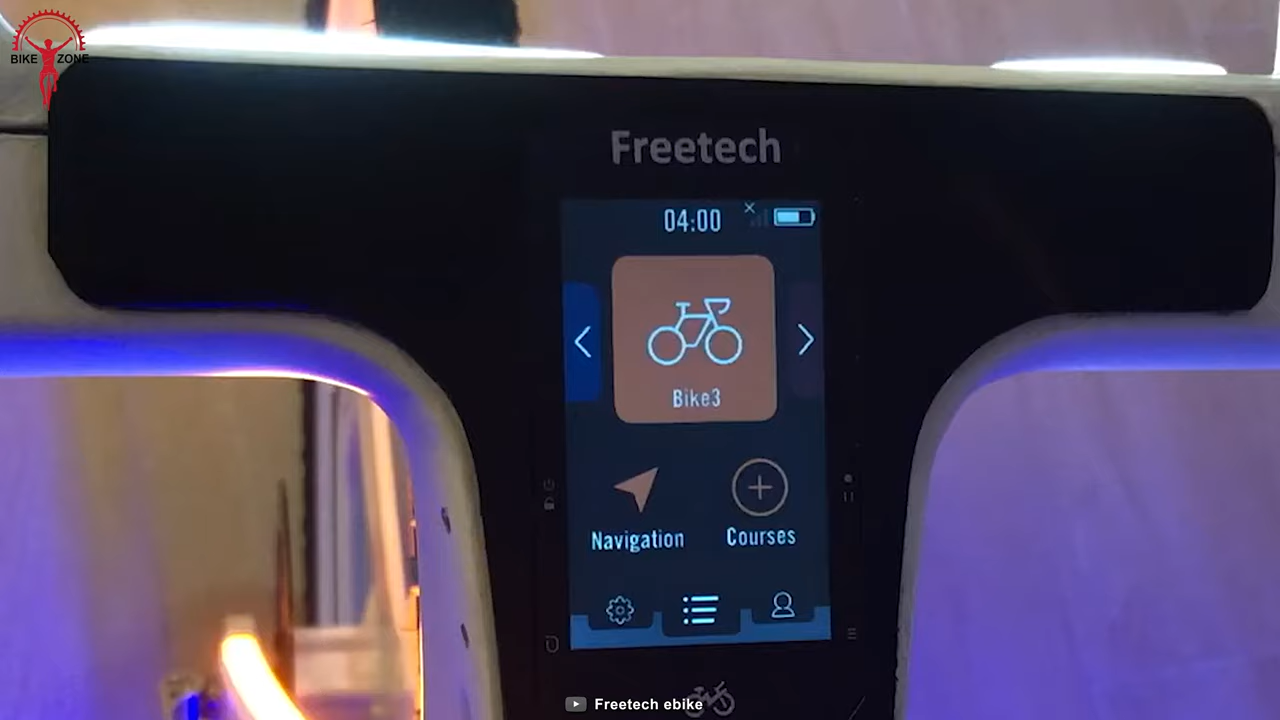 BIKE ZONE
Freetech
04:00
Bike3
Navigation
Courses
Freetech ebike